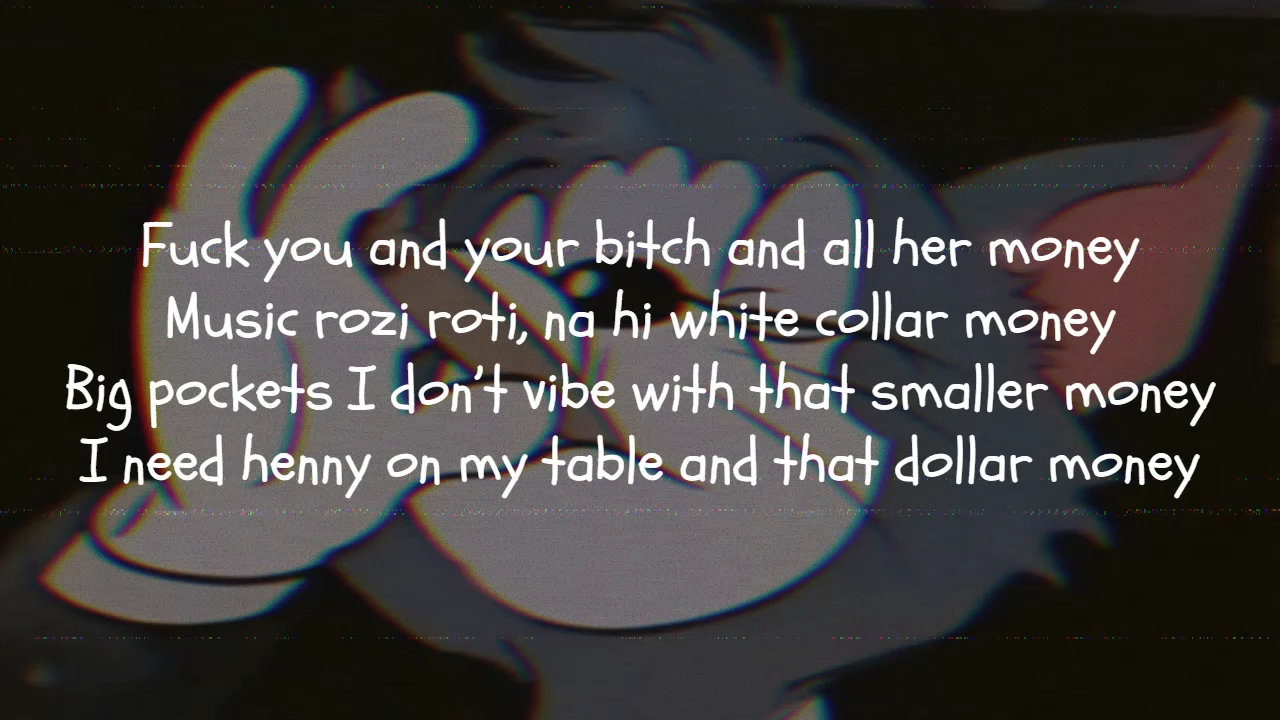 Fuck you and your bitch and all her money
Music rozi roti, na hi white collar money
Big pockets I don't vibe with that smaller money
I need henny on my table and that dollar money